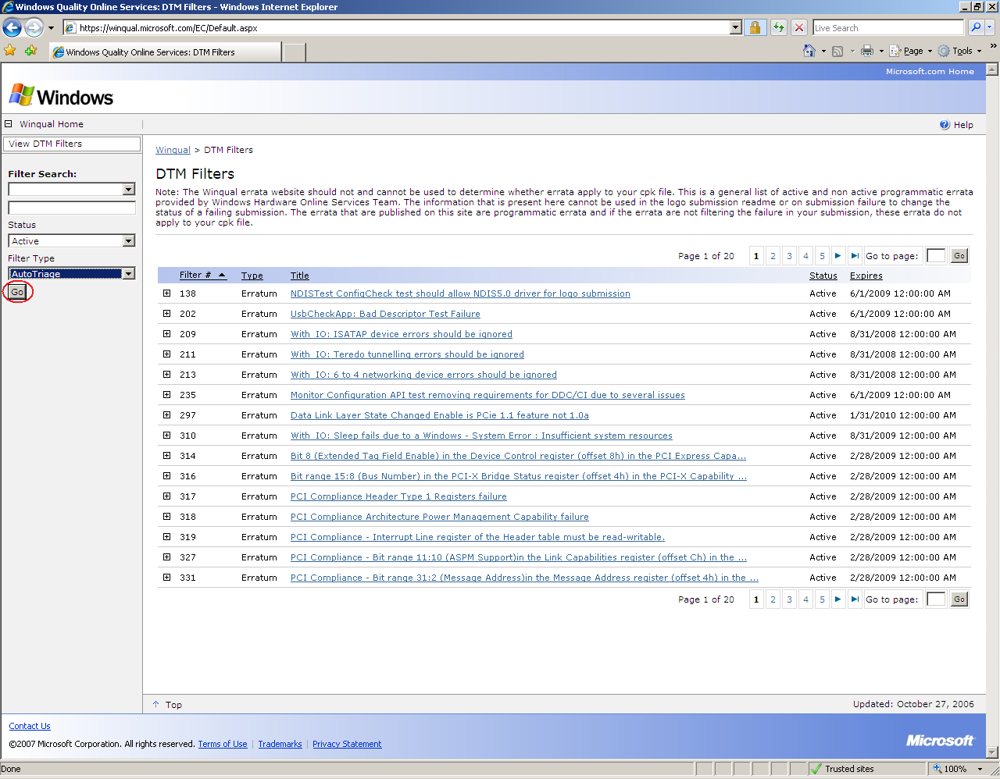 Windows Quality Online Services: DTM Filters - Windows Internet Explorer
https://winqual.microsoft.com/EC/Default.aspx
Live Search
Windows Quality Online Services: DTM Filters
Page
Tools
»
Microsoft.com Home
Windows
Winqual Home
Help
View DTM Filters
Winqual > DTM Filters
Filter Search:
Status
Active
Filter Type
AutoTriage
Go
DTM Filters
Note: The Winqual errata website should not and cannot be used to determine whether errata apply to your cpk file. This is a general list of active and non active programmatic errata
provided by Windows Hardware Online Services Team. The information that is present here cannot be used in the logo submission readme or on submission failure to change the
status of a failing submission. The errata that are published on this site are programmatic errata and if the errata are not filtering the failure in your submission, these errata do not
apply to your cpk file.
Page 1 of 20 1 2 3 4 5 Go to page: Go
Filter # Type Title Status Expires
138 Erratum NDISTest ConfigCheck test should allow NDIS5.0 driver for logo submission Active 6/1/2009 12:00:00 AM
202 Erratum UsbCheckApp: Bad Descriptor Test Failure Active 6/1/2009 12:00:00 AM
209 Erratum With_IO: ISATAP device errors should be ignored Active 8/31/2008 12:00:00 AM
211 Erratum With_IO: Teredo tunnelling errors should be ignored Active 8/31/2008 12:00:00 AM
213 Erratum With_IO: 6 to 4 networking device errors should be ignored Active 8/31/2008 12:00:00 AM
235 Erratum Monitor Configuration API test removing requirements for DDC/CI due to several issues Active 6/1/2009 12:00:00 AM
297 Erratum Data Link Layer State Changed Enable is PCie 1.1 feature not 1.0a Active 1/31/2010 12:00:00 AM
310 Erratum With_IO: Sleep fails due to a Windows - System Error : Insufficient system resources Active 8/31/2009 12:00:00 AM
314 Erratum Bit 8 (Extended Tag Field Enable) in the Device Control register (offset 8h) in the PCI Express Capa... Active 2/28/2009 12:00:00 AM
316 Erratum Bit range 15:8 (Bus Number) in the PCI-X Bridge Status register (offset 4h) in the PCI-X Capability ... Active 2/28/2009 12:00:00 AM
317 Erratum PCI Compliance Header Type 1 Registers failure Active 2/28/2009 12:00:00 AM
318 Erratum PCI Compliance Architecture Power Management Capability failure Active 2/28/2009 12:00:00 AM
319 Erratum PCI Compliance - Interrupt Line register of the Header table must be read-writable. Active 2/28/2009 12:00:00 AM
327 Erratum PCI Compliance - Bit range 11:10 (ASPM Support)in the Link Capabilities register (offset Ch) in the ... Active 2/28/2009 12:00:00 AM
331 Erratum PCI Compliance - Bit range 31:2 (Message Address)in the Message Address register (offset 4h) in the ... Active 2/28/2009 12:00:00 AM
Page 1 of 20 1 2 3 4 5 Go to page: Go
Top
Updated: October 27, 2006
Contact Us
©2007 Microsoft Corporation. All rights reserved. Terms of Use | Trademarks | Privacy Statement
Microsoft
Done
Trusted sites
100%